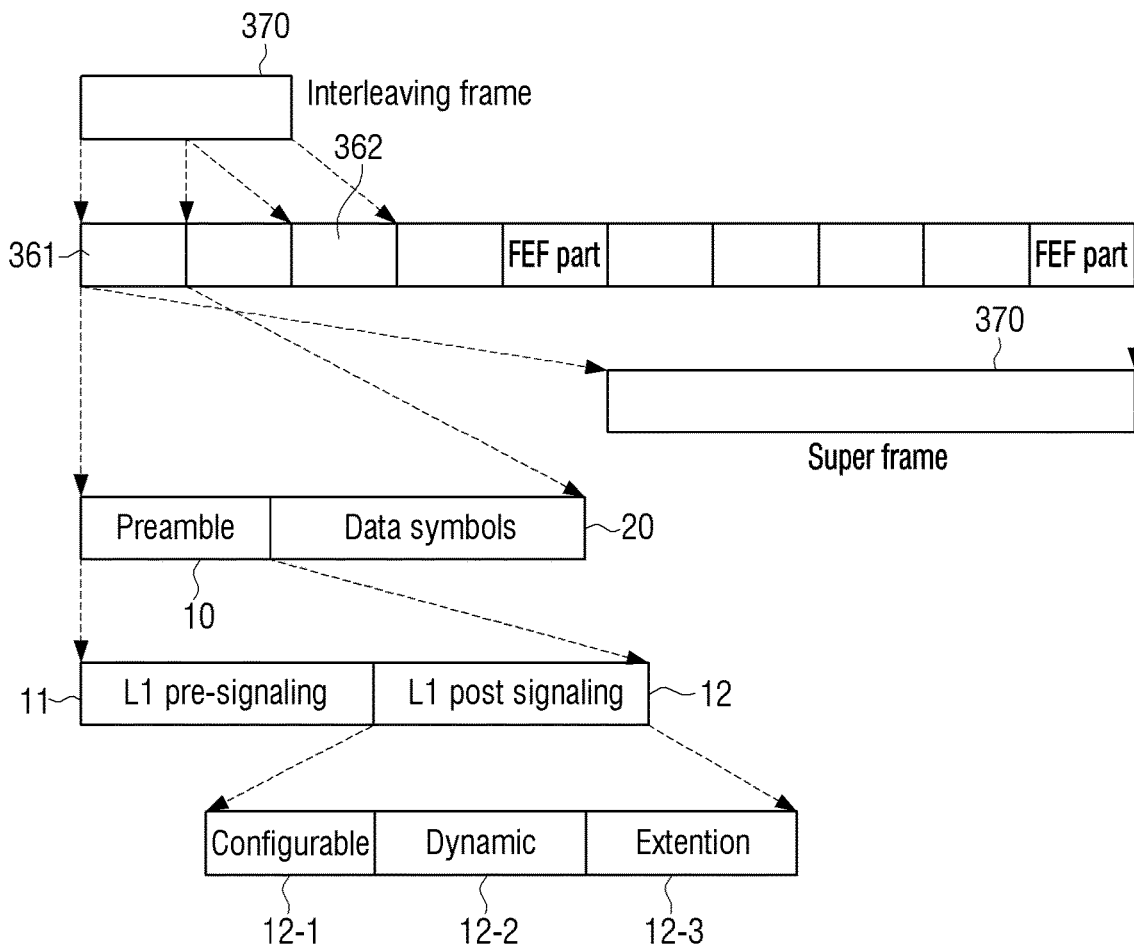 370
Interleaving frame
362
361
FEF part
FEF part
370
Super frame
Preamble
Data symbols
20
10
11
L1 pre-signaling
L1 post signaling
12
Configurable
Dynamic
Extention
12-1
12-2
12-3